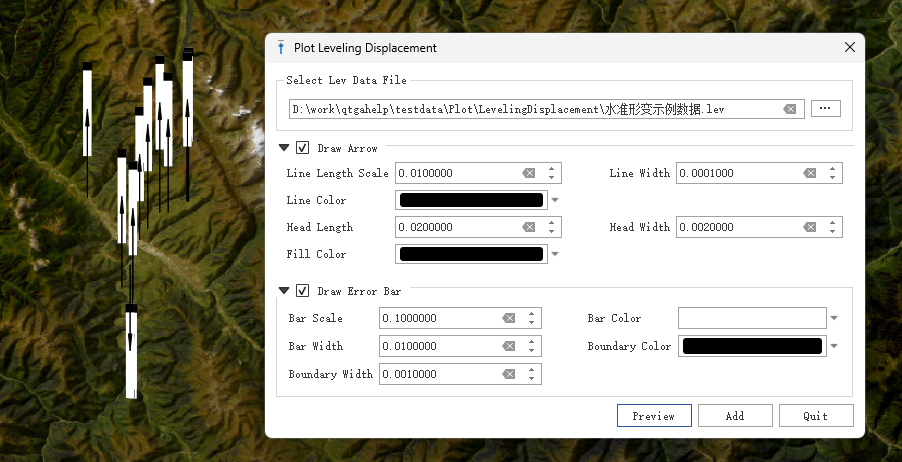 Plot Leveling Displacement
Select Lev Data File
D:\work\qtgahelp\testdata\Plot\LevelingDisplacement\水准形变示例数据.lev
...
Draw Arrow
Line Length Scale 0.0100000 Line Width 0.0001000
Line Color
Head Length 0.0200000 Head Width 0.0020000
Fill Color
Draw Error Bar
Bar Scale 0.1000000 Bar Color
Bar Width 0.0100000 Boundary Color
Boundary Width 0.0010000
Preview Add Quit